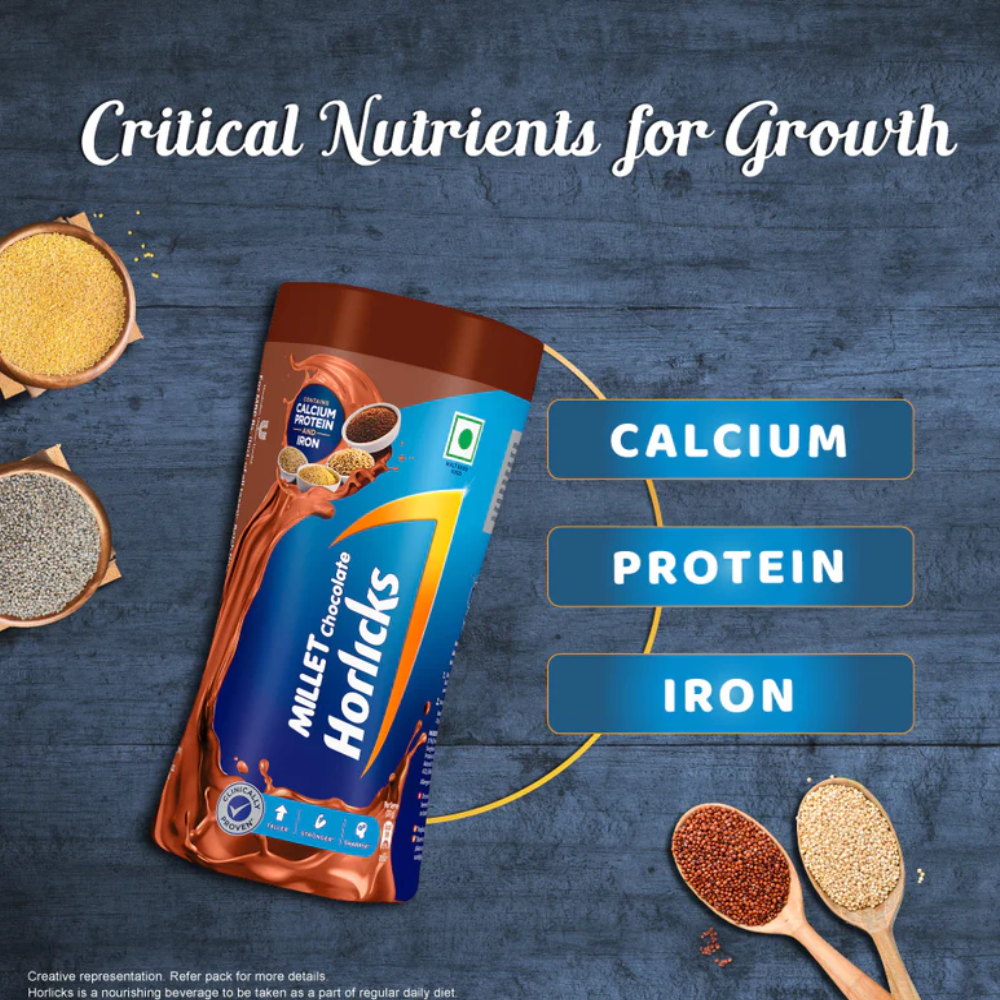 Critical Nutrients for Growth
CONTAINS
CALCIUM
PROTEIN
AND
IRON
MILLET Chocolate
Horlicks
CLINICALLY
PROVEN
TALLER
STRONGER
SHARPER
CALCIUM
PROTEIN
IRON
Creative representation. Refer pack for more details.
Horlicks is a nourishing beverage to be taken as a part of regular daily diet.